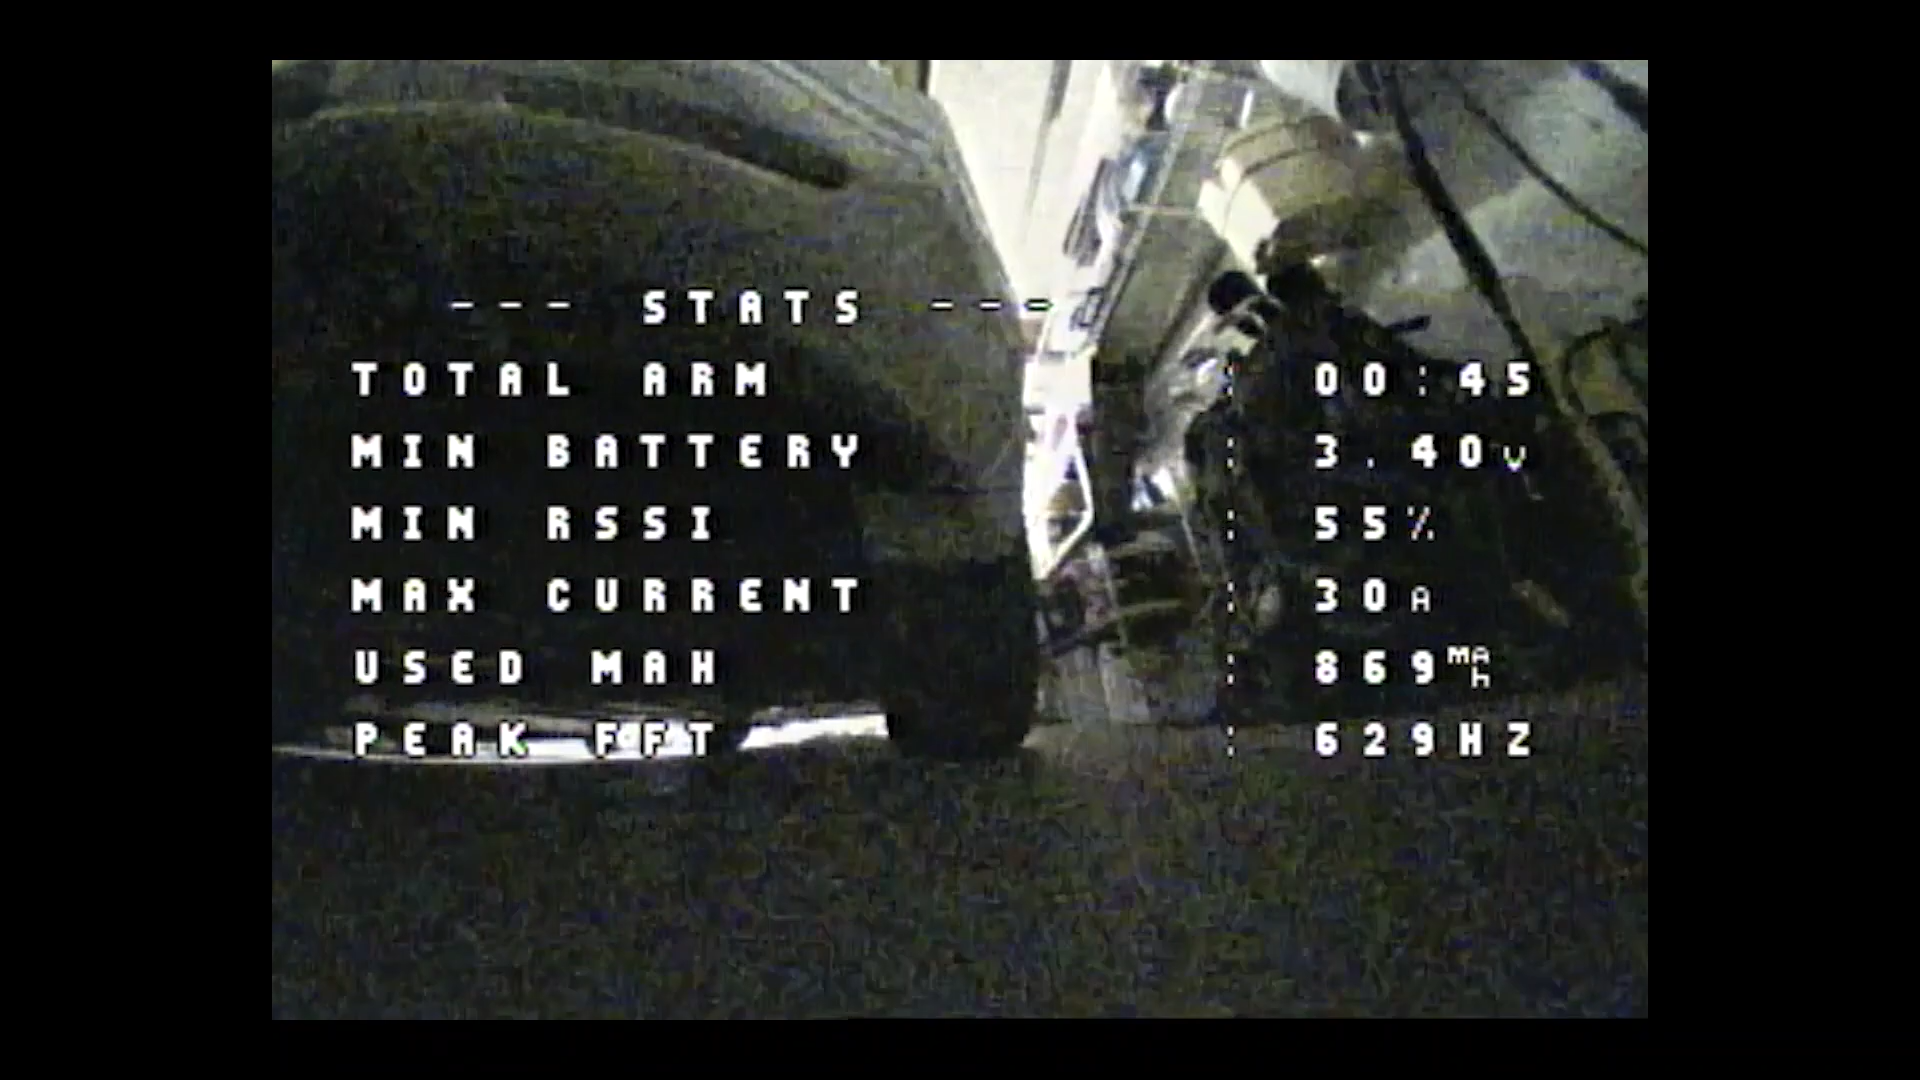 --- STATS ---
TOTAL ARM : 00:45
MIN BATTERY : 3.40V
MIN RSSI : 55%
MAX CURRENT : 30A
USED MAH : 869mAh
PEAK FFT : 629HZ